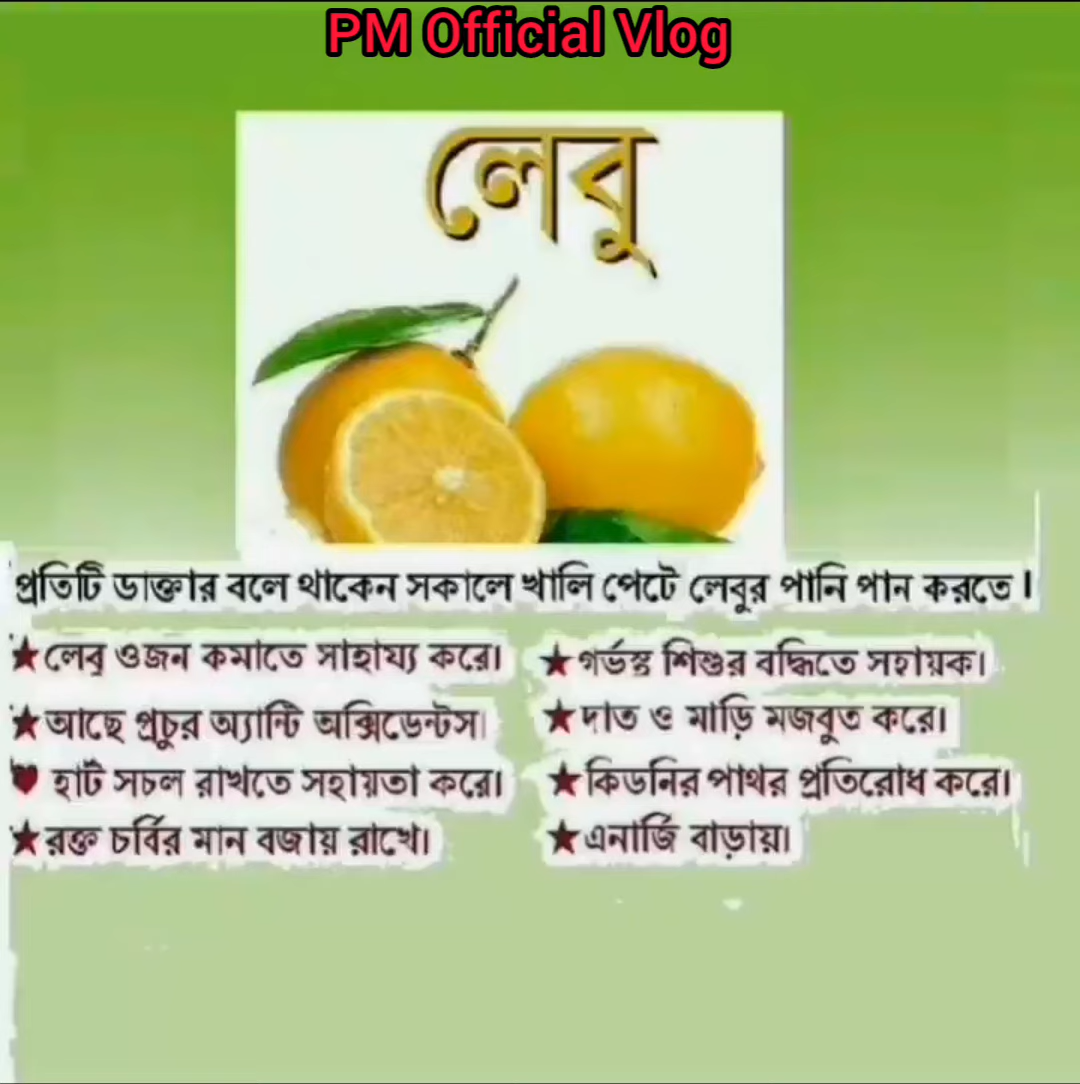 PM Official Vlog
লেবু
প্রতিটি ডাক্তার বলে থাকেন সকালে খালি পেটে লেবুর পানি পান করতে।
★লেবু ওজন কমাতে সাহায্য করে।
★আছে প্রচুর অ্যান্টি অক্সিডেন্টস।
♥ হার্ট সচল রাখতে সহায়তা করে।
★রক্ত চর্বির মান বজায় রাখে।
★গর্ভস্থ শিশুর বদ্ধিতে সহায়ক।
★দাত ও মাড়ি মজবুত করে।
★কিডনির পাথর প্রতিরোধ করে।
★এনার্জি বাড়ায়।